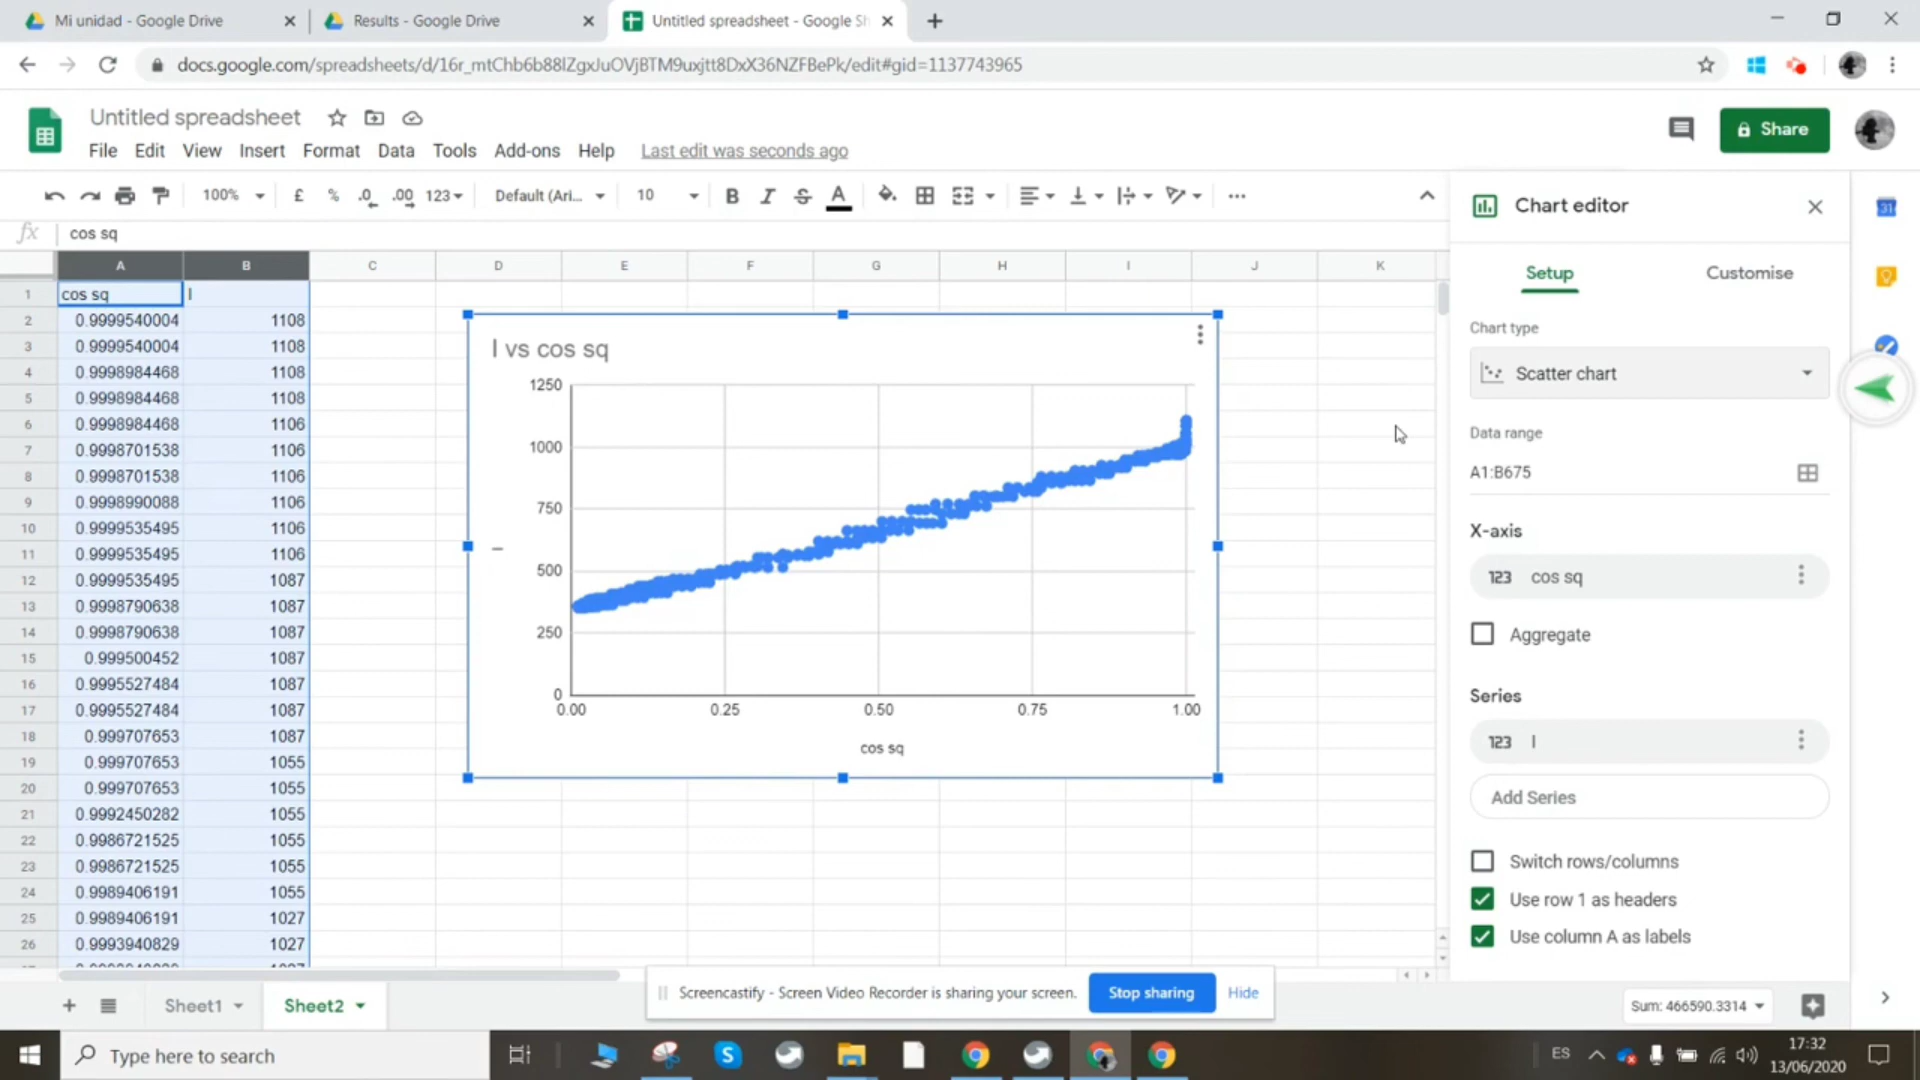 Mi unidad - Google Drive
Results - Google Drive
Untitled spreadsheet - Google Sh
docs.google.com/spreadsheets/d/16r_mtChb6b88lZgxJuOVjBTM9uxjtt8DxX36NZFBePk/edit#gid=1137743965
Untitled spreadsheet
Share
File Edit View Insert Format Data Tools Add-ons Help Last edit was seconds ago
100% £ % .0 .00 123 Default (Ari... 10 B I S A
fx cos sq
A B C D E F G H I J K
1 cos sq I
2 0.9999540004 1108
3 0.9999540004 1108
4 0.9998984468 1108
5 0.9998984468 1108
6 0.9998984468 1106
7 0.9998701538 1106
8 0.9998701538 1106
9 0.9998990088 1106
10 0.9999535495 1106
11 0.9999535495 1106
12 0.9999535495 1087
13 0.9998790638 1087
14 0.9998790638 1087
15 0.999500452 1087
16 0.9995527484 1087
17 0.9995527484 1087
18 0.999707653 1087
19 0.999707653 1055
20 0.999707653 1055
21 0.9992450282 1055
22 0.9986721525 1055
23 0.9986721525 1055
24 0.9989406191 1055
25 0.9989406191 1027
26 0.9993940829 1027
I vs cos sq
1250
1000
750
500
250
0
0.00 0.25 0.50 0.75 1.00
I
cos sq
Chart editor
Setup Customise
Chart type
Scatter chart
Data range
A1:B675
X-axis
123 cos sq
Aggregate
Series
123 I
Add Series
Switch rows/columns
Use row 1 as headers
Use column A as labels
31
Screencastify - Screen Video Recorder is sharing your screen. Stop sharing Hide
Sheet1 Sheet2
Sum: 466590.3314
Type here to search
ES
17:32
13/06/2020